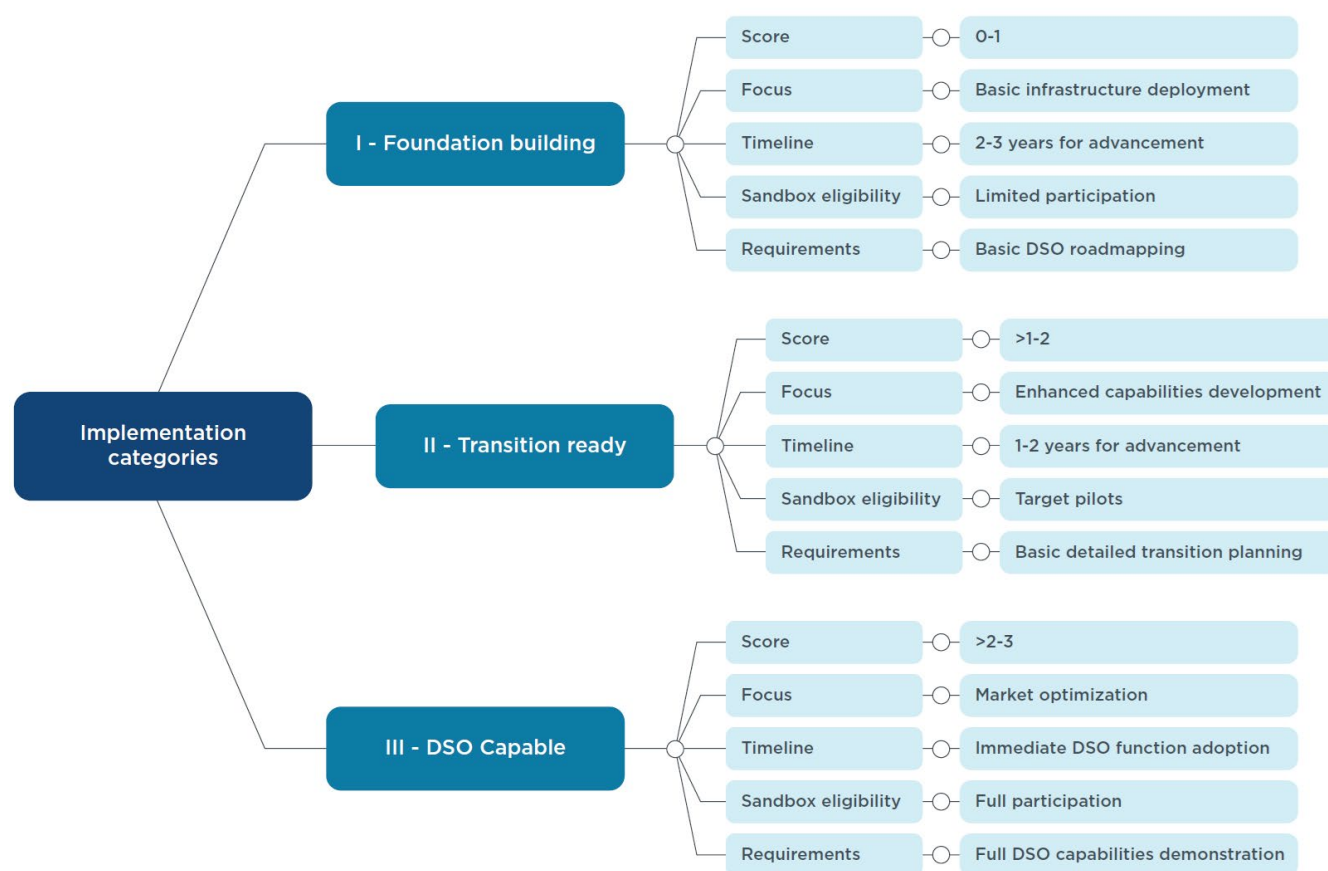 Implementation
categories
I - Foundation building
Score
0-1
Focus
Basic infrastructure deployment
Timeline
2-3 years for advancement
Sandbox eligibility
Limited participation
Requirements
Basic DSO roadmapping
II - Transition ready
Score
>1-2
Focus
Enhanced capabilities development
Timeline
1-2 years for advancement
Sandbox eligibility
Target pilots
Requirements
Basic detailed transition planning
III - DSO Capable
Score
>2-3
Focus
Market optimization
Timeline
Immediate DSO function adoption
Sandbox eligibility
Full participation
Requirements
Full DSO capabilities demonstration